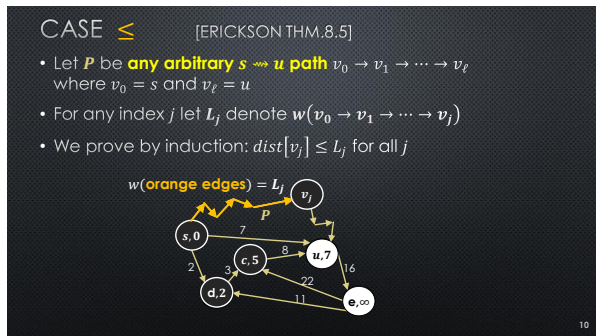 CASE ≤ [ERICKSON THM.8.5]
• Let P be any arbitrary s ⇝ u path v₀ → v₁ → ⋯ → vℓ
where v₀ = s and vℓ = u
• For any index j let Lⱼ denote w(v₀ → v₁ → ⋯ → vⱼ)
• We prove by induction: dist[vⱼ] ≤ Lⱼ for all j
w(orange edges) = Lⱼ
vⱼ
P
s,0
7
u,7
8
c,5
2
3
16
22
d,2
11
e,∞
10